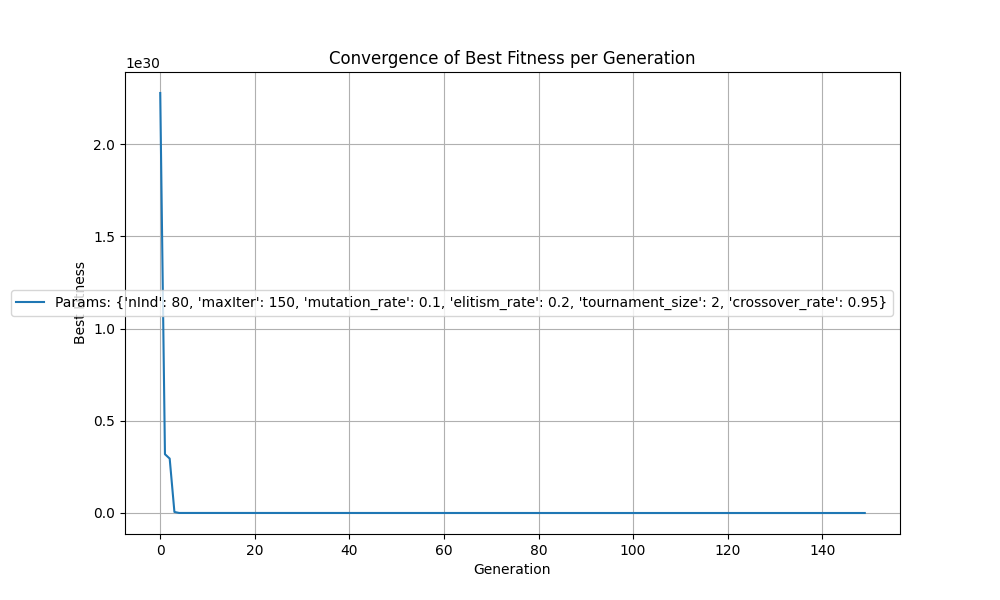 Convergence of Best Fitness per Generation
1e30
2.0
1.5
Params: {'nInd': 80, 'maxIter': 150, 'mutation_rate': 0.1, 'elitism_rate': 0.2, 'tournament_size': 2, 'crossover_rate': 0.95}
Best Fitness
1.0
0.5
0.0
0 20 40 60 80 100 120 140
Generation